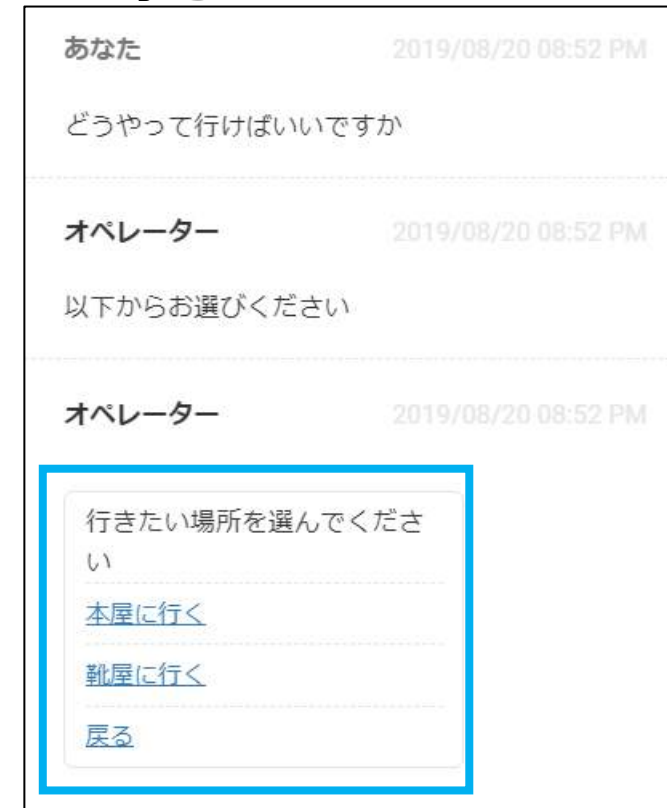 あなた 2019/08/20 08:52 PM
どうやって行けばいいですか
オペレーター 2019/08/20 08:52 PM
以下からお選びください
オペレーター 2019/08/20 08:52 PM
行きたい場所を選んでくださ
い
本屋に行く
靴屋に行く
戻る